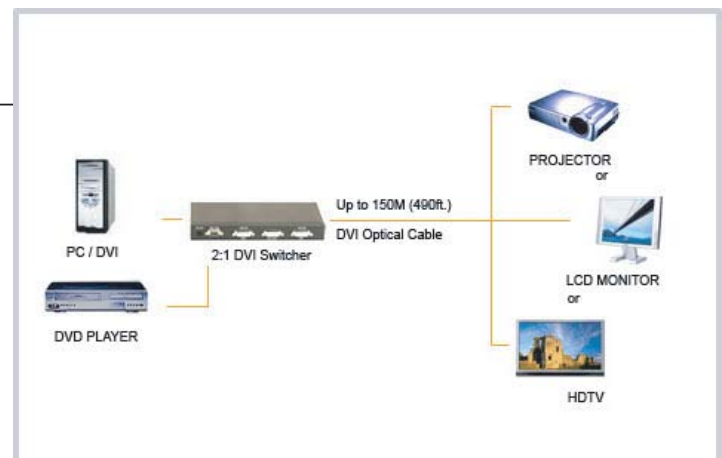 PROJECTOR
or
Up to 150M (490ft.)
PC / DVI
2:1 DVI Switcher
DVI Optical Cable
LCD MONITOR
or
DVD PLAYER
HDTV